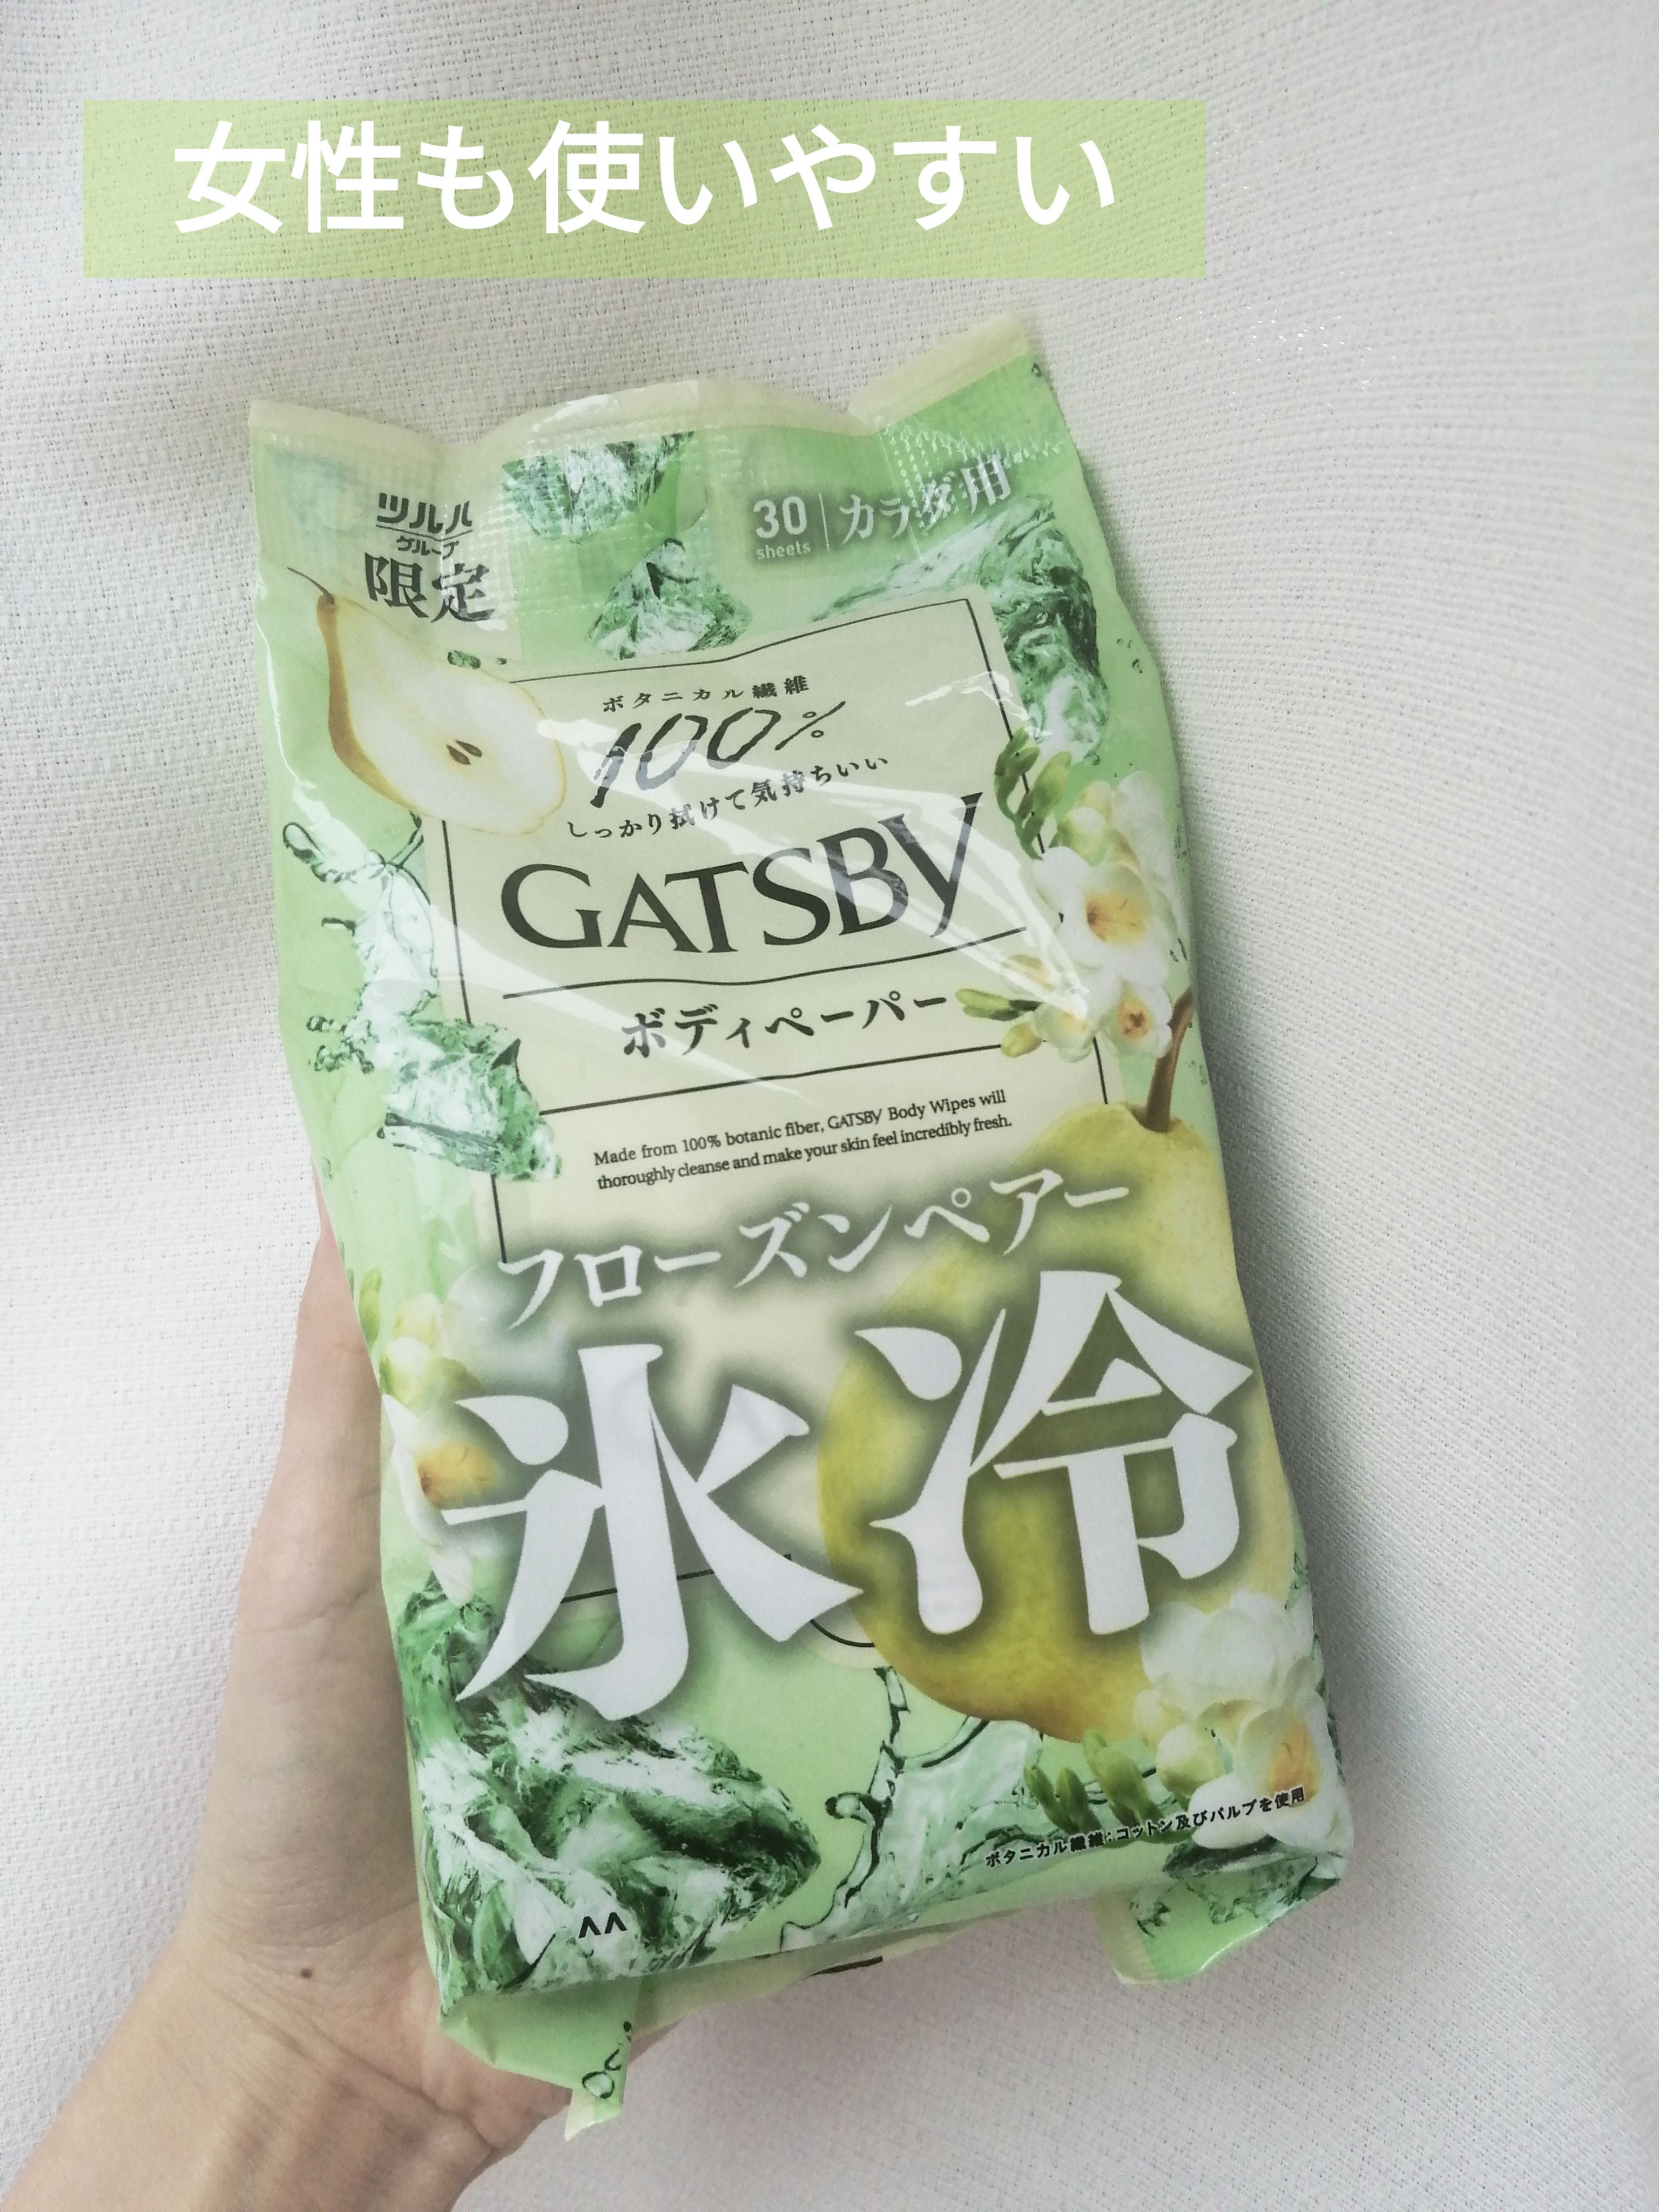 女性も使いやすい
ツルハ
グループ
限定
30
sheets
カラダ用
ボタニカル繊維
100%
しっかり拭けて気持ちいい
GATSBY
ボディペーパー
Made from 100% botanic fiber, GATSBY Body Wipes will
thoroughly cleanse and make your skin feel incredibly fresh.
フローズンペアー
氷冷
ボタニカル繊維:コットン及びパルプを使用